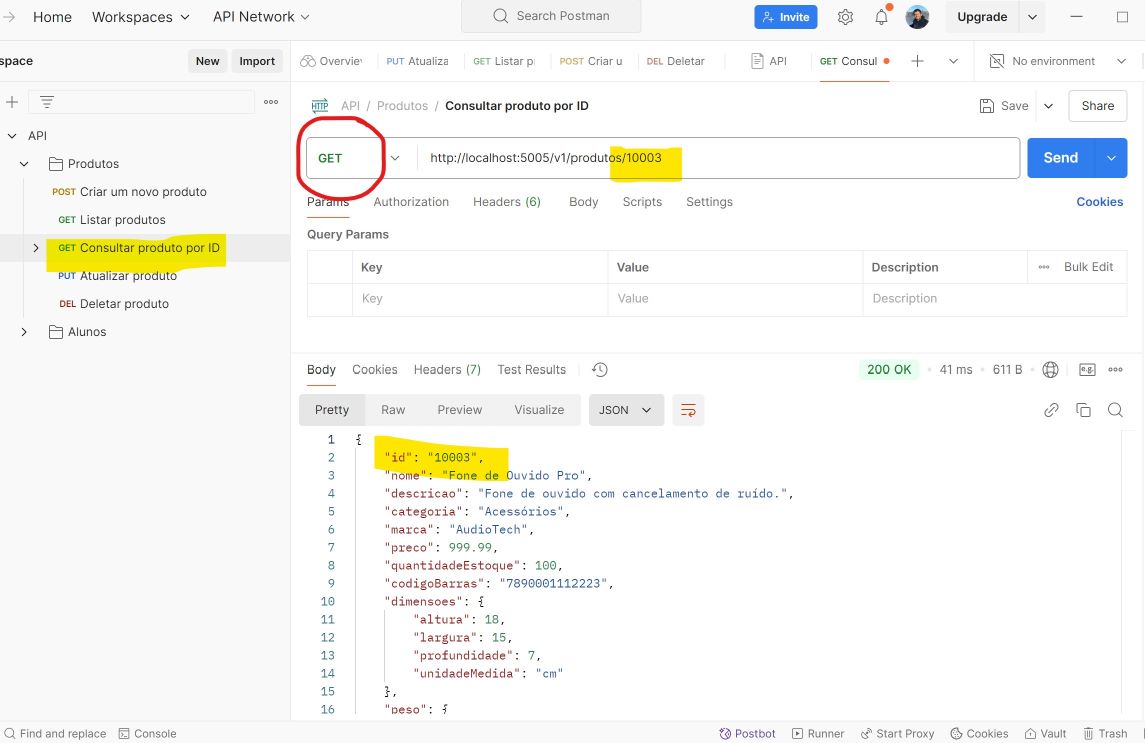 Home Workspaces API Network Search Postman Invite Upgrade
space New Import Overviev PUT Atualiza GET Listar p POST Criar u DEL Deletar API GET Consul No environment
API / Produtos / Consultar produto por ID Save Share
API
Produtos
POST Criar um novo produto
GET Listar produtos
GET Consultar produto por ID
PUT Atualizar produto
DEL Deletar produto
Alunos
GET http://localhost:5005/v1/produtos/10003 Send
Params Authorization Headers (6) Body Scripts Settings Cookies
Query Params
Key Value Description Bulk Edit
Key Value Description
Body Cookies Headers (7) Test Results 200 OK • 41 ms • 611 B e.g.
Pretty Raw Preview Visualize JSON
1 {
2 "id": "10003",
3 "nome": "Fone de Ouvido Pro",
4 "descricao": "Fone de ouvido com cancelamento de ruído.",
5 "categoria": "Acessórios",
6 "marca": "AudioTech",
7 "preco": 999.99,
8 "quantidadeEstoque": 100,
9 "codigoBarras": "7890001112223",
10 "dimensoes": {
11 "altura": 18,
12 "largura": 15,
13 "profundidade": 7,
14 "unidadeMedida": "cm"
15 },
16 "peso": {
Find and replace Console Postbot Runner Start Proxy Cookies Vault Trash